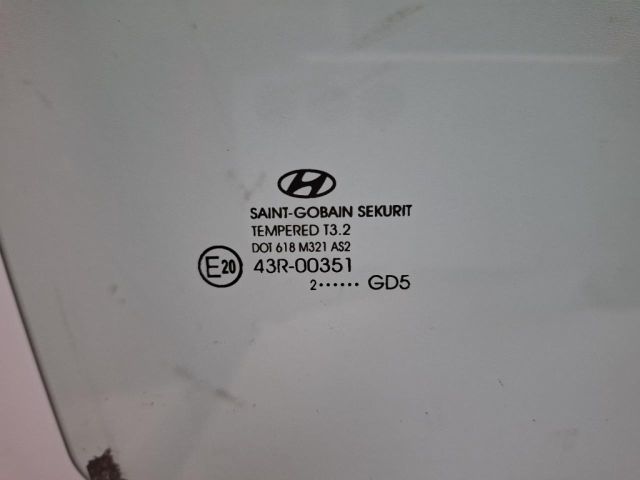 SAINT-GOBAIN SEKURIT
TEMPERED T3.2
DOT 618 M321 AS2
E20 43R-00351
2······ GD5